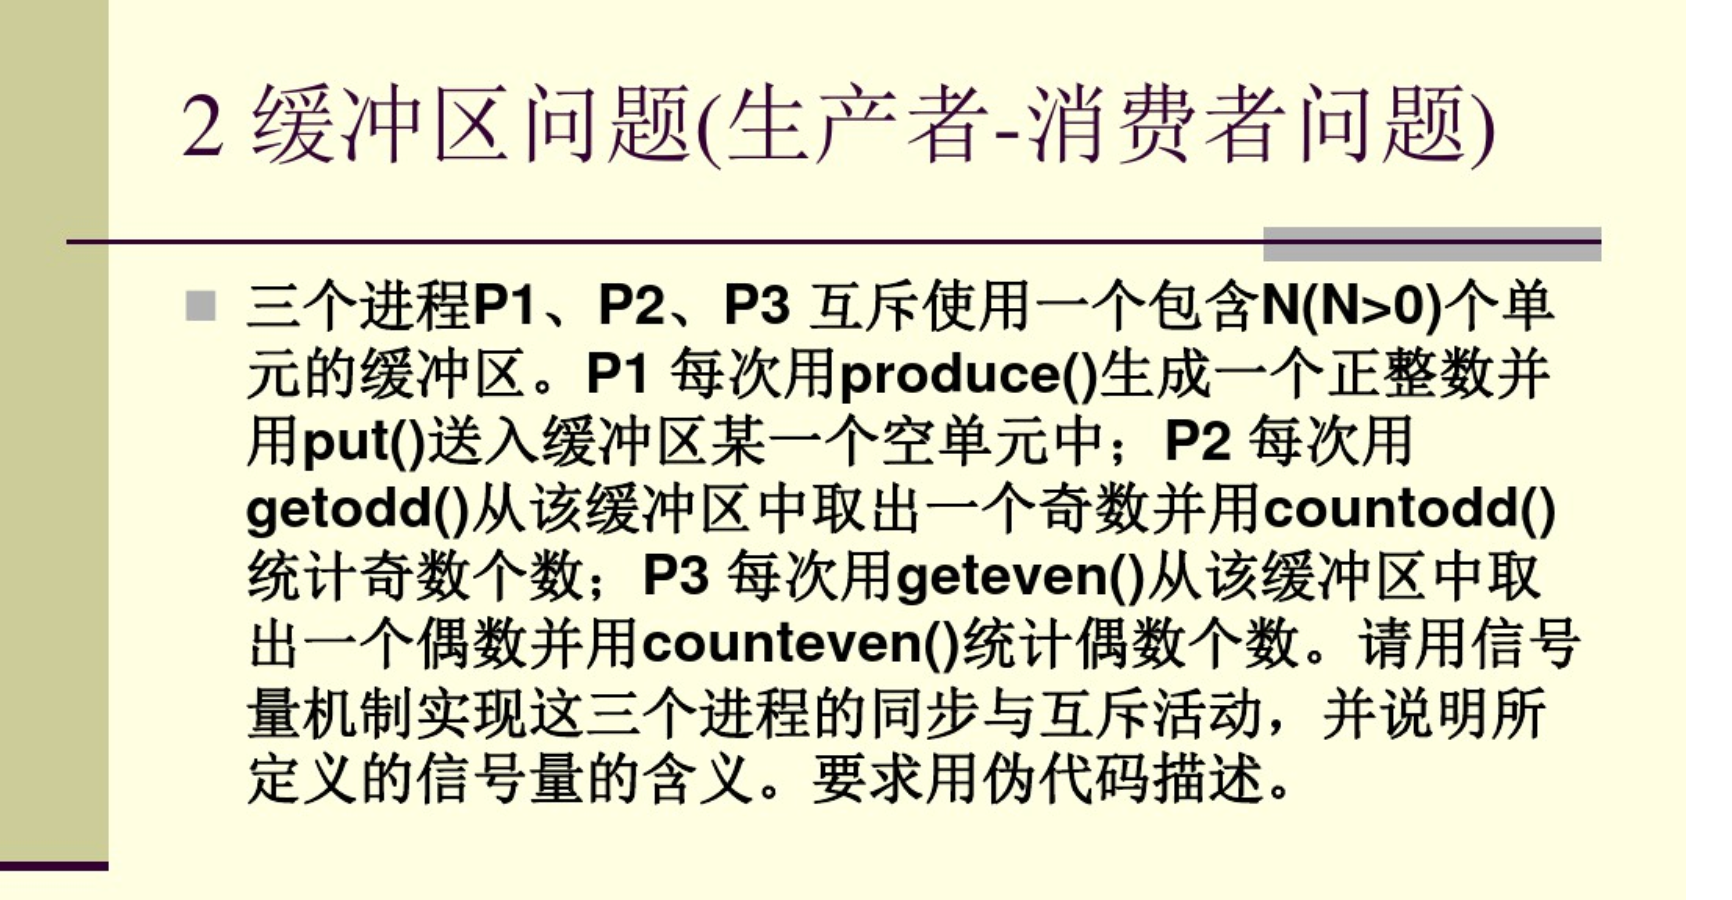 2 缓冲区问题(生产者-消费者问题)
三个进程P1、P2、P3 互斥使用一个包含N(N>0)个单
元的缓冲区。P1 每次用produce()生成一个正整数并
用put()送入缓冲区某一个空单元中；P2 每次用
getodd()从该缓冲区中取出一个奇数并用countodd()
统计奇数个数；P3 每次用geteven()从该缓冲区中取
出一个偶数并用counteven()统计偶数个数。请用信号
量机制实现这三个进程的同步与互斥活动，并说明所
定义的信号量的含义。要求用伪代码描述。